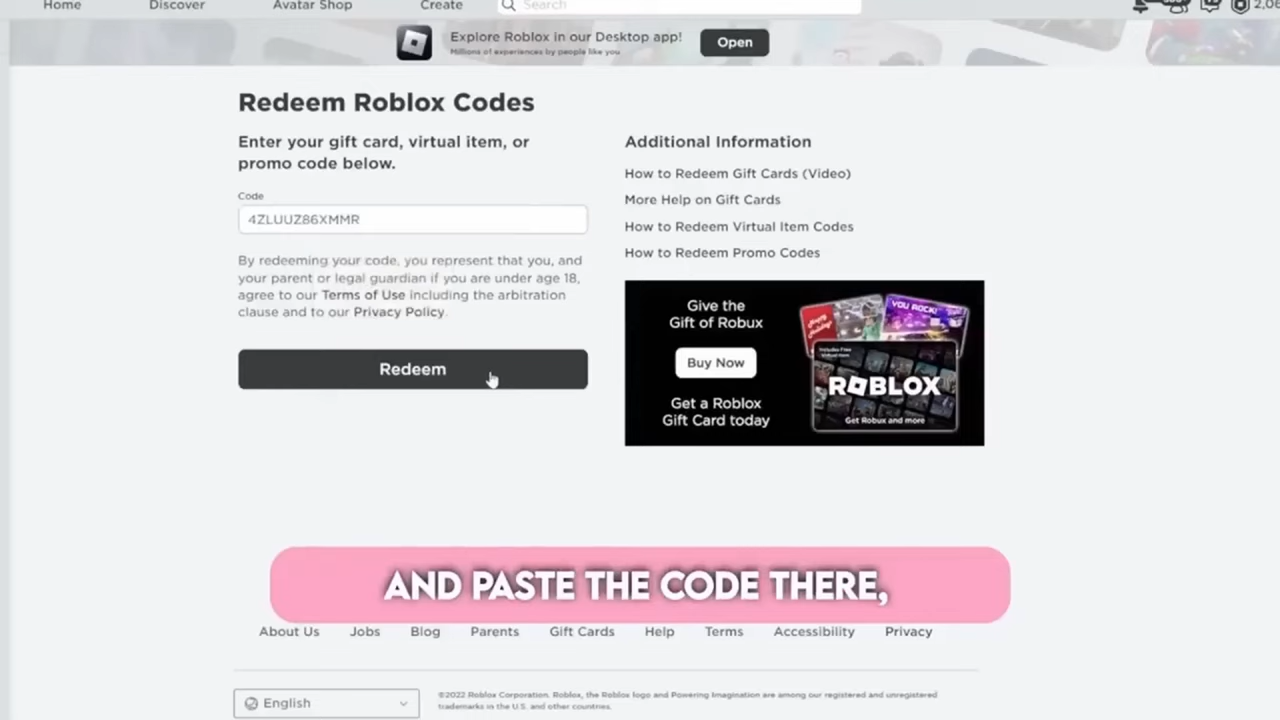 Home Discover Avatar Shop Create Search
Explore Roblox in our Desktop app!
Millions of experiences by people like you
Open
Redeem Roblox Codes
Enter your gift card, virtual item, or
promo code below.
Code
4ZLUUZ86XMMR
By redeeming your code, you represent that you, and
your parent or legal guardian if you are under age 18,
agree to our Terms of Use including the arbitration
clause and to our Privacy Policy.
Redeem
Additional Information
How to Redeem Gift Cards (Video)
More Help on Gift Cards
How to Redeem Virtual Item Codes
How to Redeem Promo Codes
Give the
Gift of Robux
Buy Now
Get a Roblox
Gift Card today
Happy
Holidays!
YOU ROCK!
Includes Free
Virtual Item
ROBLOX
Get Robux and more
AND PASTE THE CODE THERE,
About Us Jobs Blog Parents Gift Cards Help Terms Accessibility Privacy
English
©2022 Roblox Corporation. Roblox, the Roblox logo and Powering Imagination are among our registered and unregistered
trademarks in the U.S. and other countries.